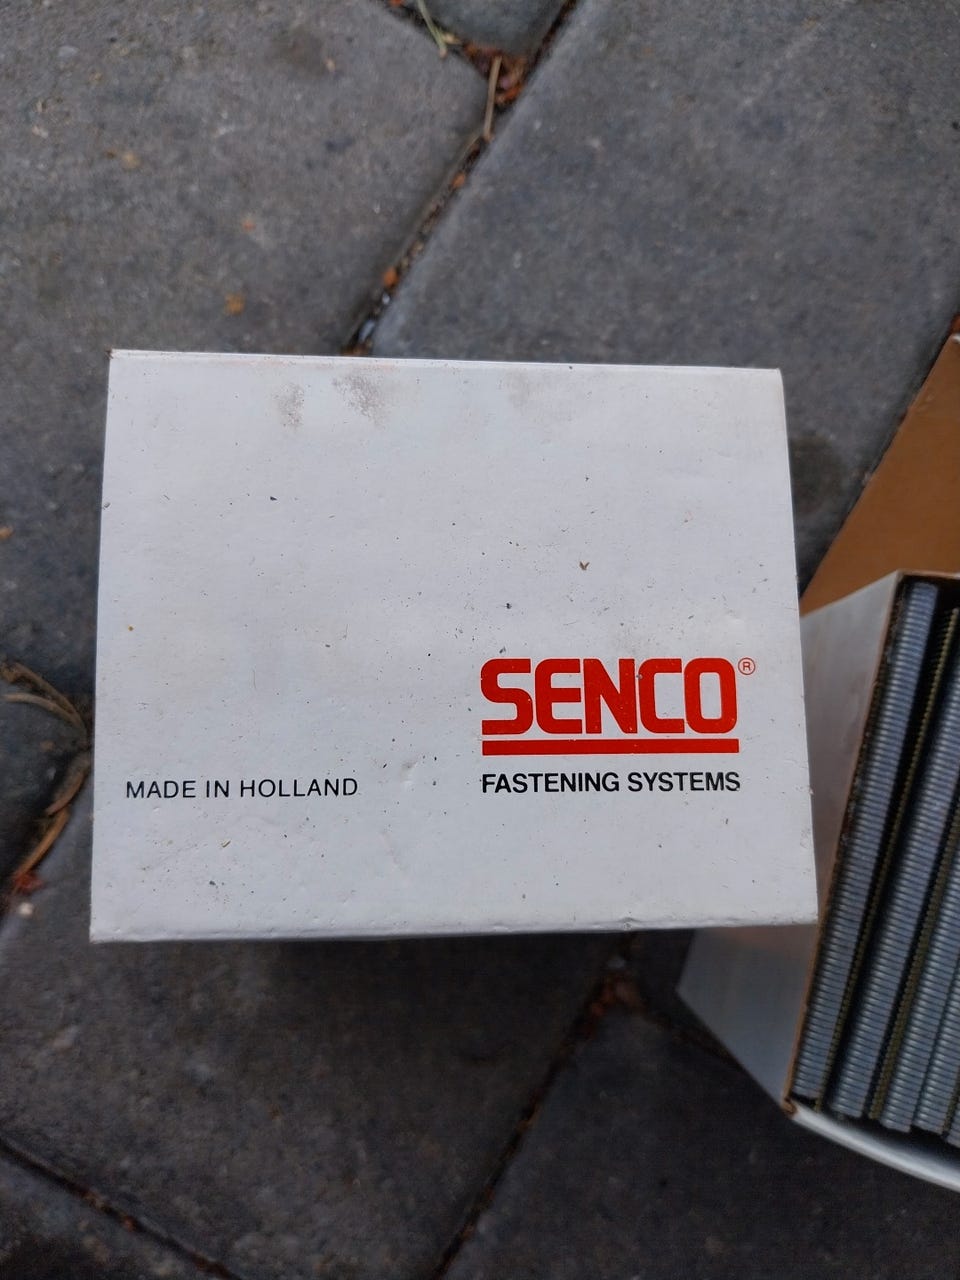 SENCO®
MADE IN HOLLAND
FASTENING SYSTEMS